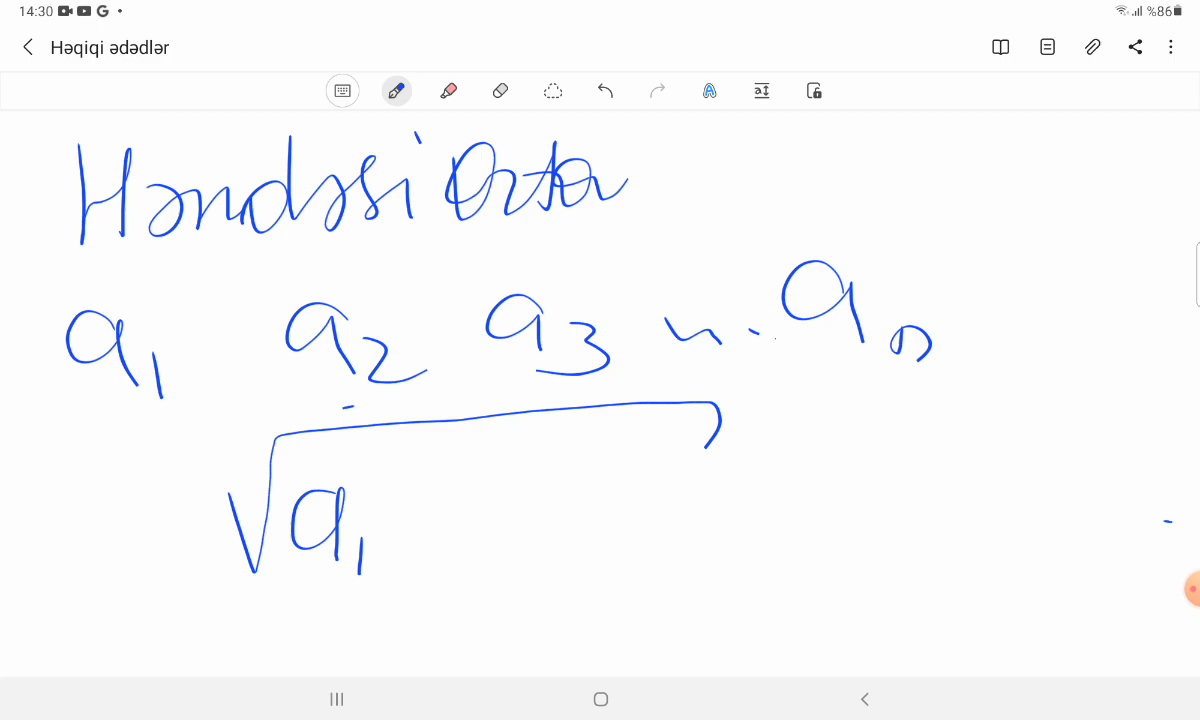 14:30 %86
Həqiqi ədədlər
Həndəsi Orta
a₁ a₂ a₃ ... aₙ
√a₁